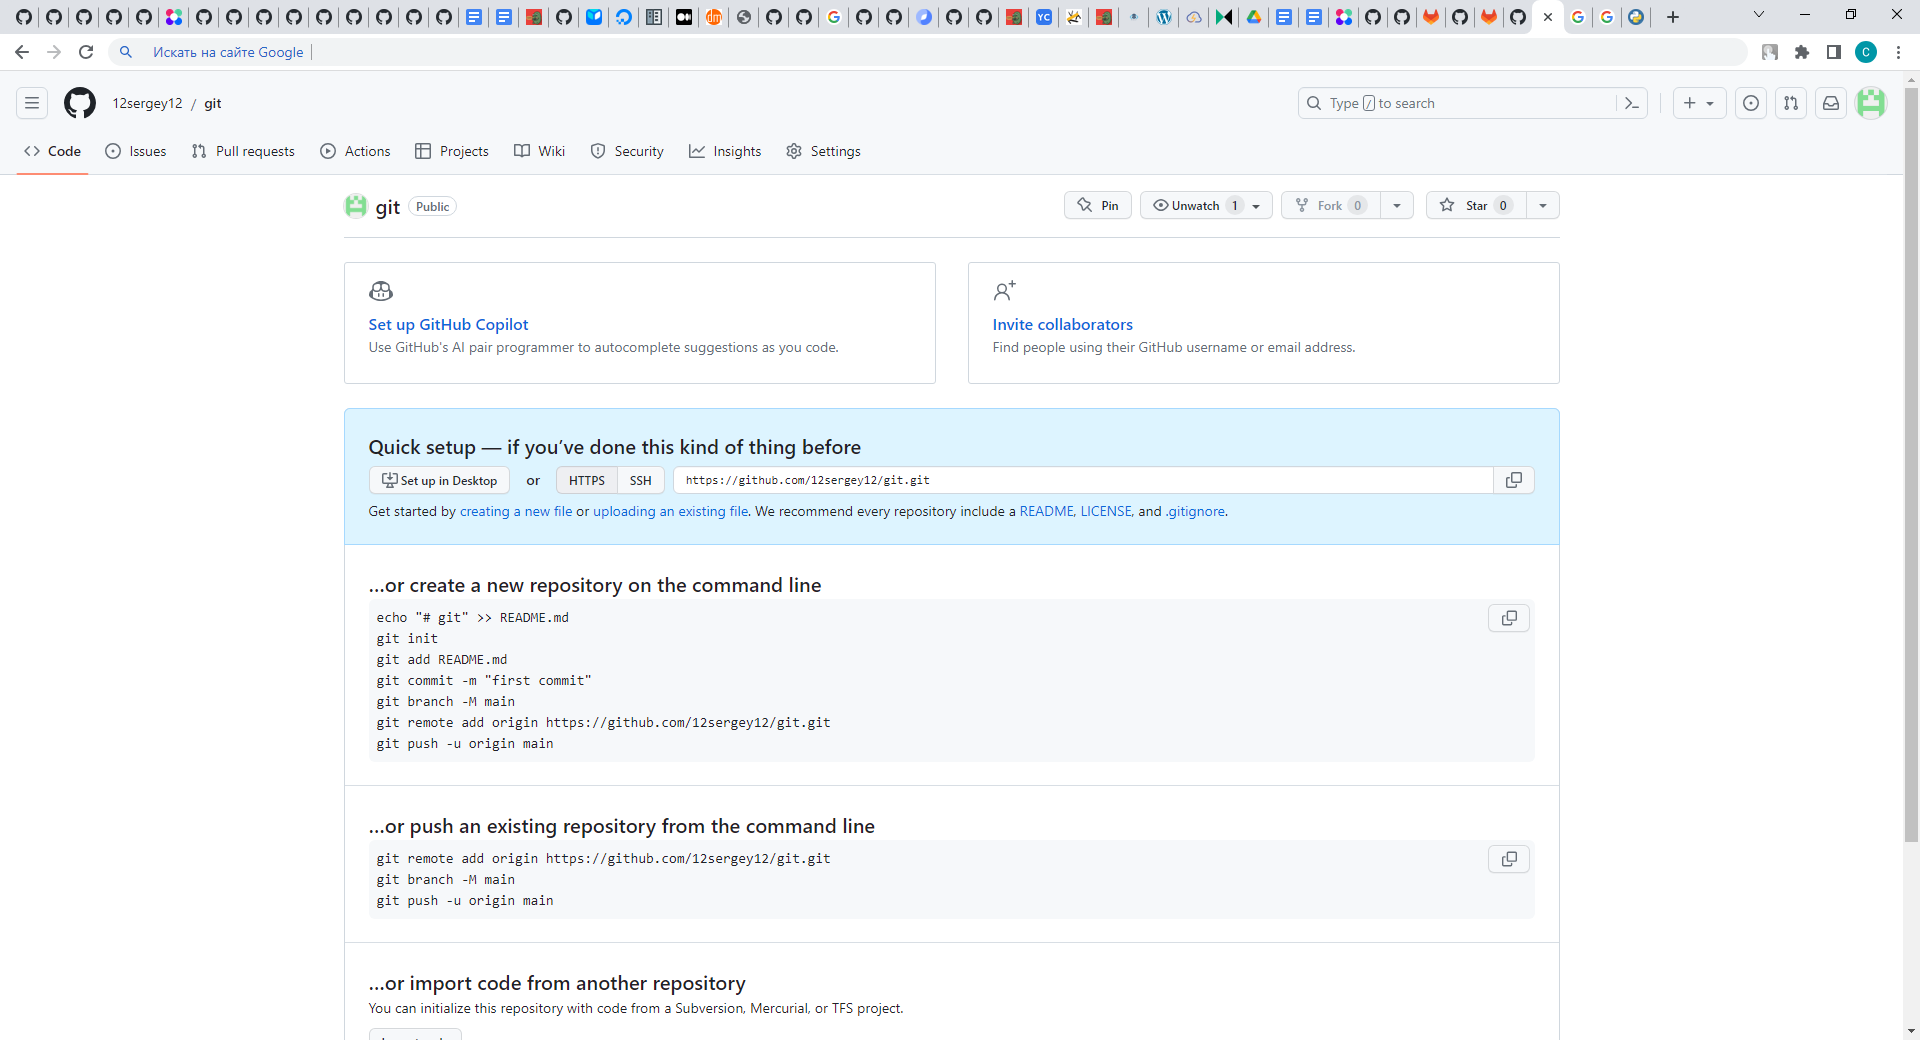 Искать на сайте Google
C
12sergey12 / git
Type / to search
Code
Issues
Pull requests
Actions
Projects
Wiki
Security
Insights
Settings
git
Public
Pin
Unwatch 1
Fork 0
Star 0
Set up GitHub Copilot
Use GitHub's AI pair programmer to autocomplete suggestions as you code.
Invite collaborators
Find people using their GitHub username or email address.
Quick setup — if you’ve done this kind of thing before
Set up in Desktop
or
HTTPS
SSH
https://github.com/12sergey12/git.git
Get started by creating a new file or uploading an existing file. We recommend every repository include a README, LICENSE, and .gitignore.
…or create a new repository on the command line
echo "# git" >> README.md
git init
git add README.md
git commit -m "first commit"
git branch -M main
git remote add origin https://github.com/12sergey12/git.git
git push -u origin main
…or push an existing repository from the command line
git remote add origin https://github.com/12sergey12/git.git
git branch -M main
git push -u origin main
…or import code from another repository
You can initialize this repository with code from a Subversion, Mercurial, or TFS project.